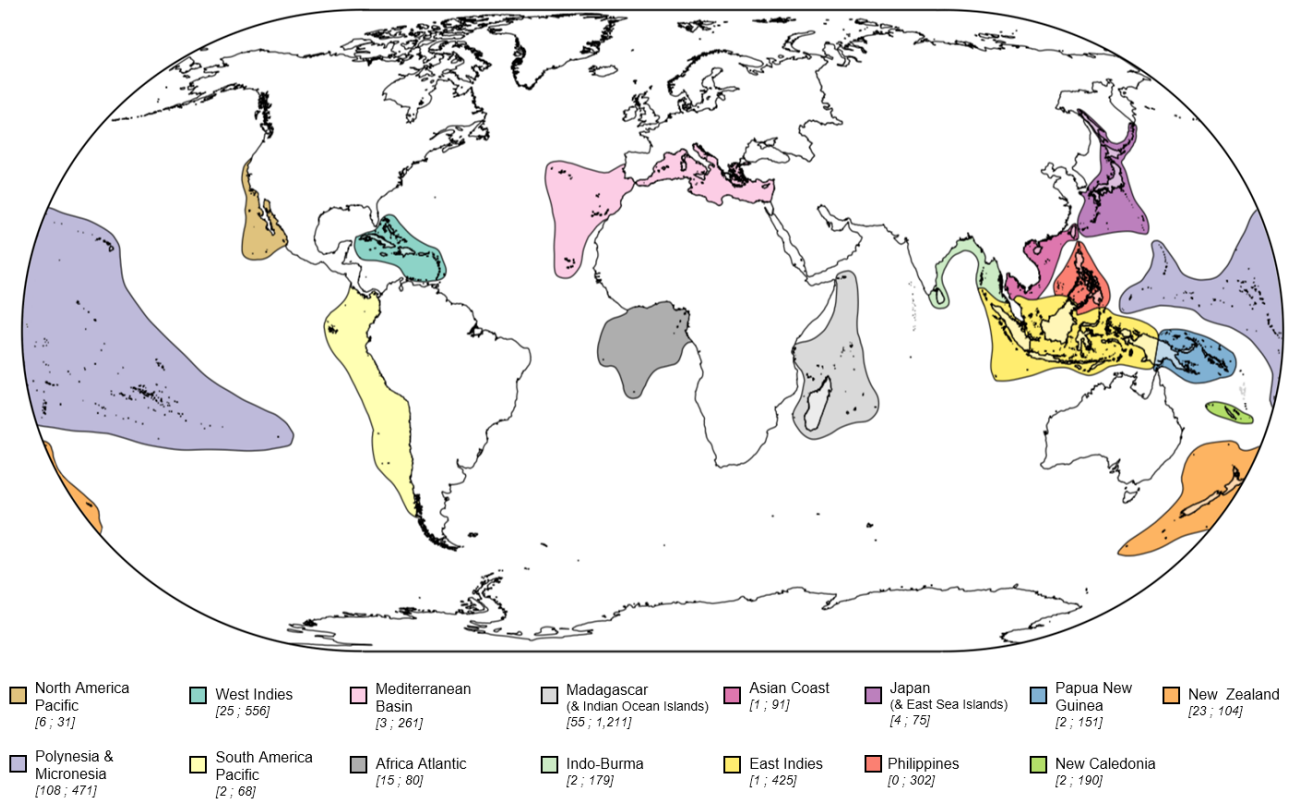 North America
Pacific
[6 ; 31]
West Indies
[25 ; 556]
Mediterranean
Basin
[3 ; 261]
Madagascar
(& Indian Ocean Islands)
[55 ; 1,211]
Asian Coast
[1 ; 91]
Japan
(& East Sea Islands)
[4 ; 75]
Papua New
Guinea
[2 ; 151]
New Zealand
[23 ; 104]
Polynesia &
Micronesia
[108 ; 471]
South America
Pacific
[2 ; 68]
Africa Atlantic
[15 ; 80]
Indo-Burma
[2 ; 179]
East Indies
[1 ; 425]
Philippines
[0 ; 302]
New Caledonia
[2 ; 190]